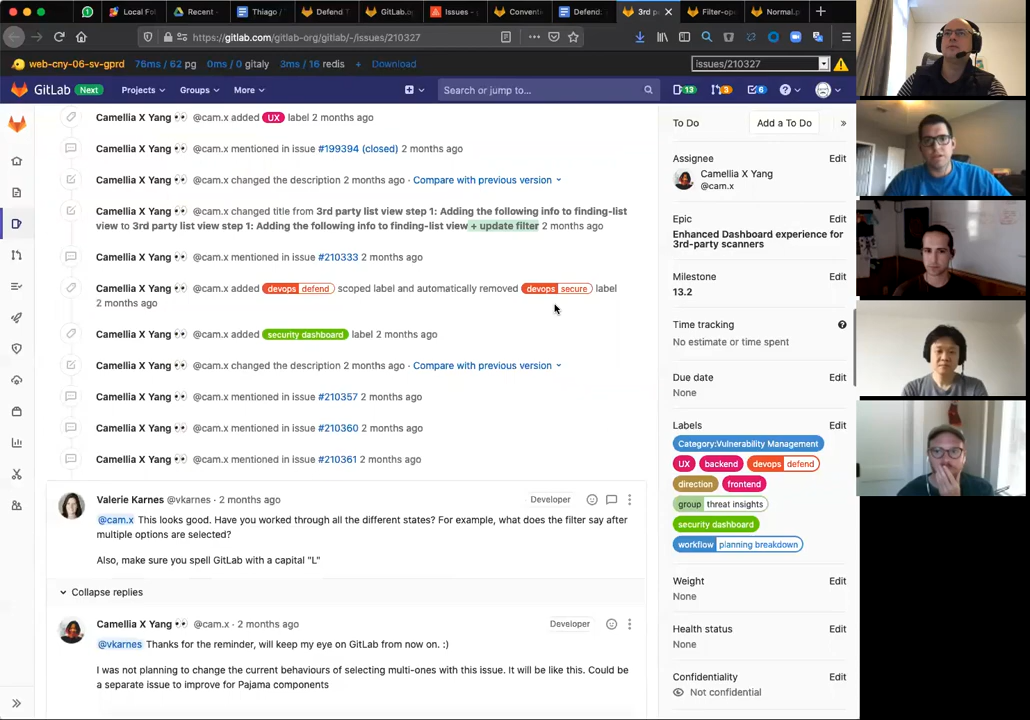 Local Fol
Recent -
Thiago /
Defend T
GitLab.o
Issues -
Convent
Defend:
3rd p
Filter-op
Normal.p
https://gitlab.com/gitlab-org/gitlab/-/issues/210327
web-cny-06-sv-gprd 76ms / 62 pg 0ms / 0 gitaly 3ms / 16 redis + Download issues/210327
GitLab Next Projects Groups More Search or jump to... 13 3 6
Camellia X Yang 👀 @cam.x added UX label 2 months ago
Camellia X Yang 👀 @cam.x mentioned in issue #199394 (closed) 2 months ago
Camellia X Yang 👀 @cam.x changed the description 2 months ago · Compare with previous version
Camellia X Yang 👀 @cam.x changed title from 3rd party list view step 1: Adding the following info to finding-list
view to 3rd party list view step 1: Adding the following info to finding-list view + update filter 2 months ago
Camellia X Yang 👀 @cam.x mentioned in issue #210333 2 months ago
Camellia X Yang 👀 @cam.x added devops defend scoped label and automatically removed devops secure label
2 months ago
Camellia X Yang 👀 @cam.x added security dashboard label 2 months ago
Camellia X Yang 👀 @cam.x changed the description 2 months ago · Compare with previous version
Camellia X Yang 👀 @cam.x mentioned in issue #210357 2 months ago
Camellia X Yang 👀 @cam.x mentioned in issue #210360 2 months ago
Camellia X Yang 👀 @cam.x mentioned in issue #210361 2 months ago
Valerie Karnes @vkarnes · 2 months ago Developer
@cam.x This looks good. Have you worked through all the different states? For example, what does the filter say after
multiple options are selected?
Also, make sure you spell GitLab with a capital "L"
Collapse replies
Camellia X Yang 👀 @cam.x · 2 months ago Developer
@vkarnes Thanks for the reminder, will keep my eye on GitLab from now on. :)
I was not planning to change the current behaviours of selecting multi-ones with this issue. It will be like this. Could be
a separate issue to improve for Pajama components
To Do Add a To Do »
Assignee Edit
Camellia X Yang
@cam.x
Epic Edit
Enhanced Dashboard experience for
3rd-party scanners
Milestone Edit
13.2
Time tracking
No estimate or time spent
Due date Edit
None
Labels Edit
Category:Vulnerability Management
UX backend devops defend
direction frontend
group threat insights
security dashboard
workflow planning breakdown
Weight Edit
None
Health status Edit
None
Confidentiality Edit
Not confidential